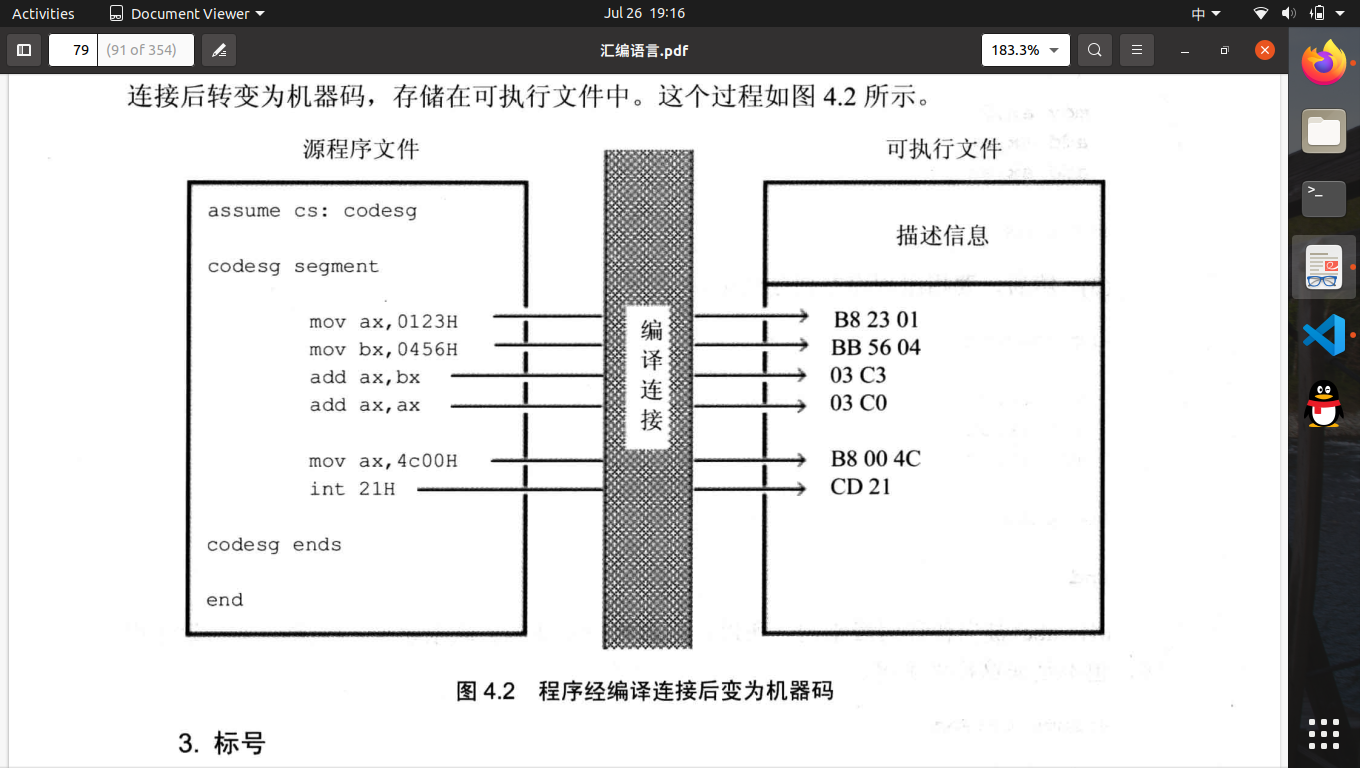 Activities
Document Viewer
Jul 26 19:16
中
79
(91 of 354)
汇编语言.pdf
183.3%
连接后转变为机器码，存储在可执行文件中。这个过程如图 4.2 所示。
源程序文件
可执行文件
assume cs: codesg
codesg segment
mov ax,0123H
mov bx,0456H
add ax,bx
add ax,ax
mov ax,4c00H
int 21H
codesg ends
end
编
译
连
接
描述信息
B8 23 01
BB 56 04
03 C3
03 C0
B8 00 4C
CD 21
图 4.2 程序经编译连接后变为机器码
3. 标号